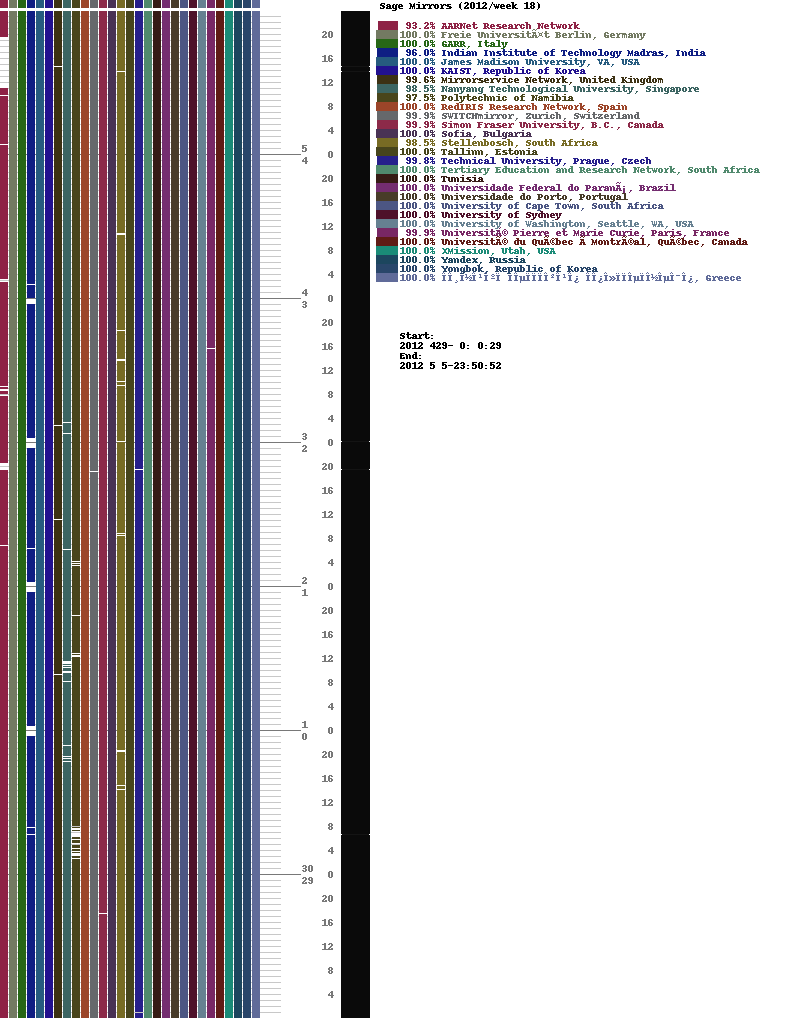 Sage Mirrors (2012/week 18)
93.2% AARNet Research Network
100.0% Freie UniversitÃ¤t Berlin, Germany
100.0% GARR, Italy
96.0% Indian Institute of Technology Madras, India
100.0% James Madison University, VA, USA
100.0% KAIST, Republic of Korea
99.6% Mirrorservice Network, United Kingdom
98.5% Nanyang Technological University, Singapore
97.5% Polytechnic of Namibia
100.0% RedIRIS Research Network, Spain
99.9% SWITCHmirror, Zurich, Switzerland
99.9% Simon Fraser University, B.C., Canada
100.0% Sofia, Bulgaria
98.5% Stellenbosch, South Africa
100.0% Tallinn, Estonia
99.8% Technical University, Prague, Czech
100.0% Tertiary Education and Research Network, South Africa
100.0% Tunisia
100.0% Universidade Federal do ParanÃ¡, Brazil
100.0% Universidade do Porto, Portugal
100.0% University of Cape Town, South Africa
100.0% University of Sydney
100.0% University of Washington, Seattle, WA, USA
99.9% UniversitÃ© Pierre et Marie Curie, Paris, France
100.0% UniversitÃ© du QuÃ©bec Ã MontrÃ©al, QuÃ©bec, Canada
100.0% XMission, Utah, USA
100.0% Yandex, Russia
100.0% Yongbok, Republic of Korea
100.0% Greece
Start:
2012 429- 0: 0:29
End:
2012 5 5-23:50:52
20
16
12
8
4
5
0
4
20
16
12
8
4
4
0
3
20
16
12
8
4
3
0
2
20
16
12
8
4
2
0
1
20
16
12
8
4
1
0
0
20
16
12
8
4
30
0
29
20
16
12
8
4